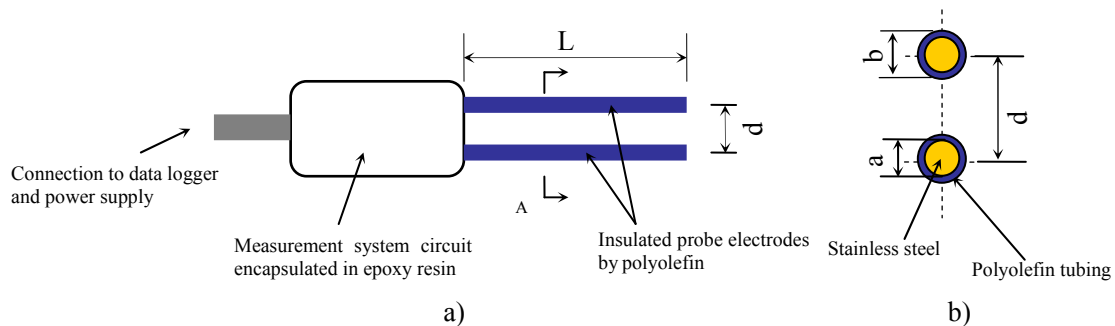 L
d
Connection to data logger
and power supply
A
Measurement system circuit
encapsulated in epoxy resin
Insulated probe electrodes
by polyolefin
a)
b
d
a
Stainless steel
Polyolefin tubing
b)